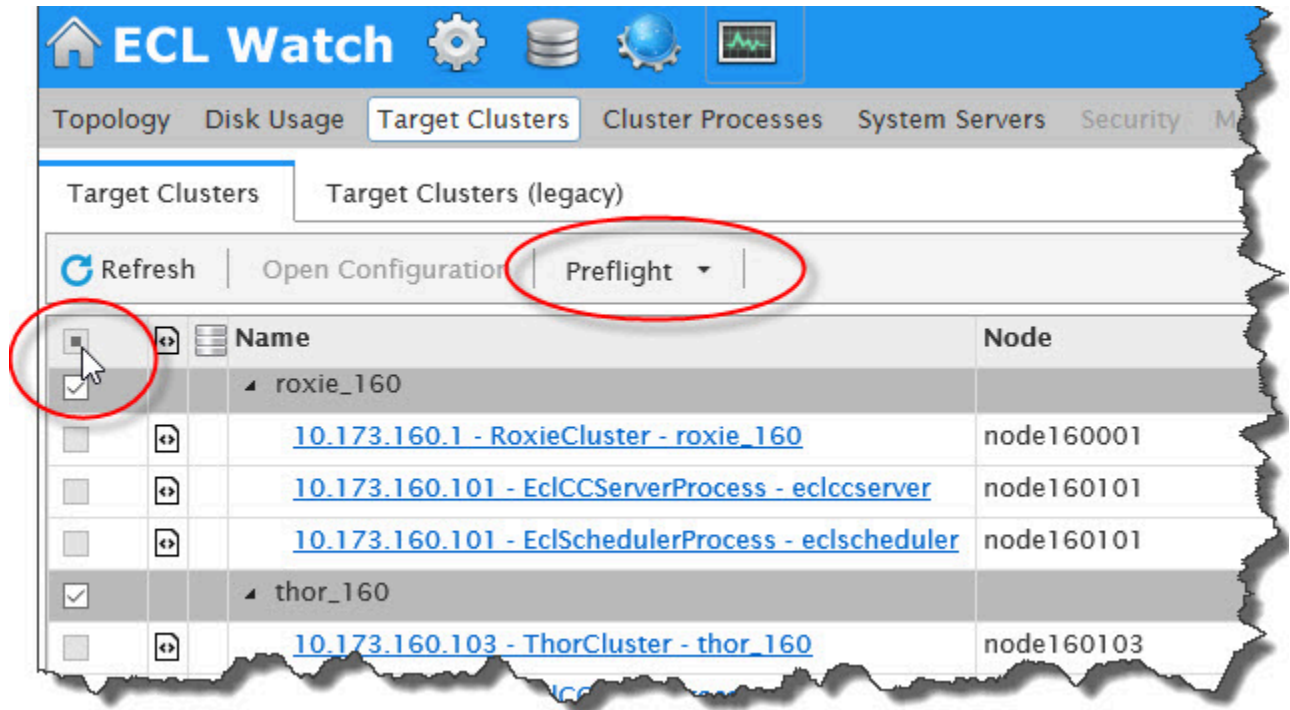 ECL Watch
Topology Disk Usage Target Clusters Cluster Processes System Servers Security
Target Clusters Target Clusters (legacy)
Refresh Open Configuration Preflight
Name Node
roxie_160
10.173.160.1 - RoxieCluster - roxie_160 node160001
10.173.160.101 - EclCCServerProcess - eclccserver node160101
10.173.160.101 - EclSchedulerProcess - eclscheduler node160101
thor_160
10.173.160.103 - ThorCluster - thor_160 node160103